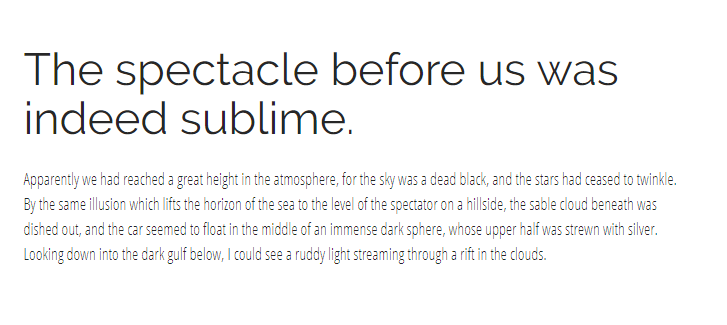 The spectacle before us was
indeed sublime.
Apparently we had reached a great height in the atmosphere, for the sky was a dead black, and the stars had ceased to twinkle.
By the same illusion which lifts the horizon of the sea to the level of the spectator on a hillside, the sable cloud beneath was
dished out, and the car seemed to float in the middle of an immense dark sphere, whose upper half was strewn with silver.
Looking down into the dark gulf below, I could see a ruddy light streaming through a rift in the clouds.